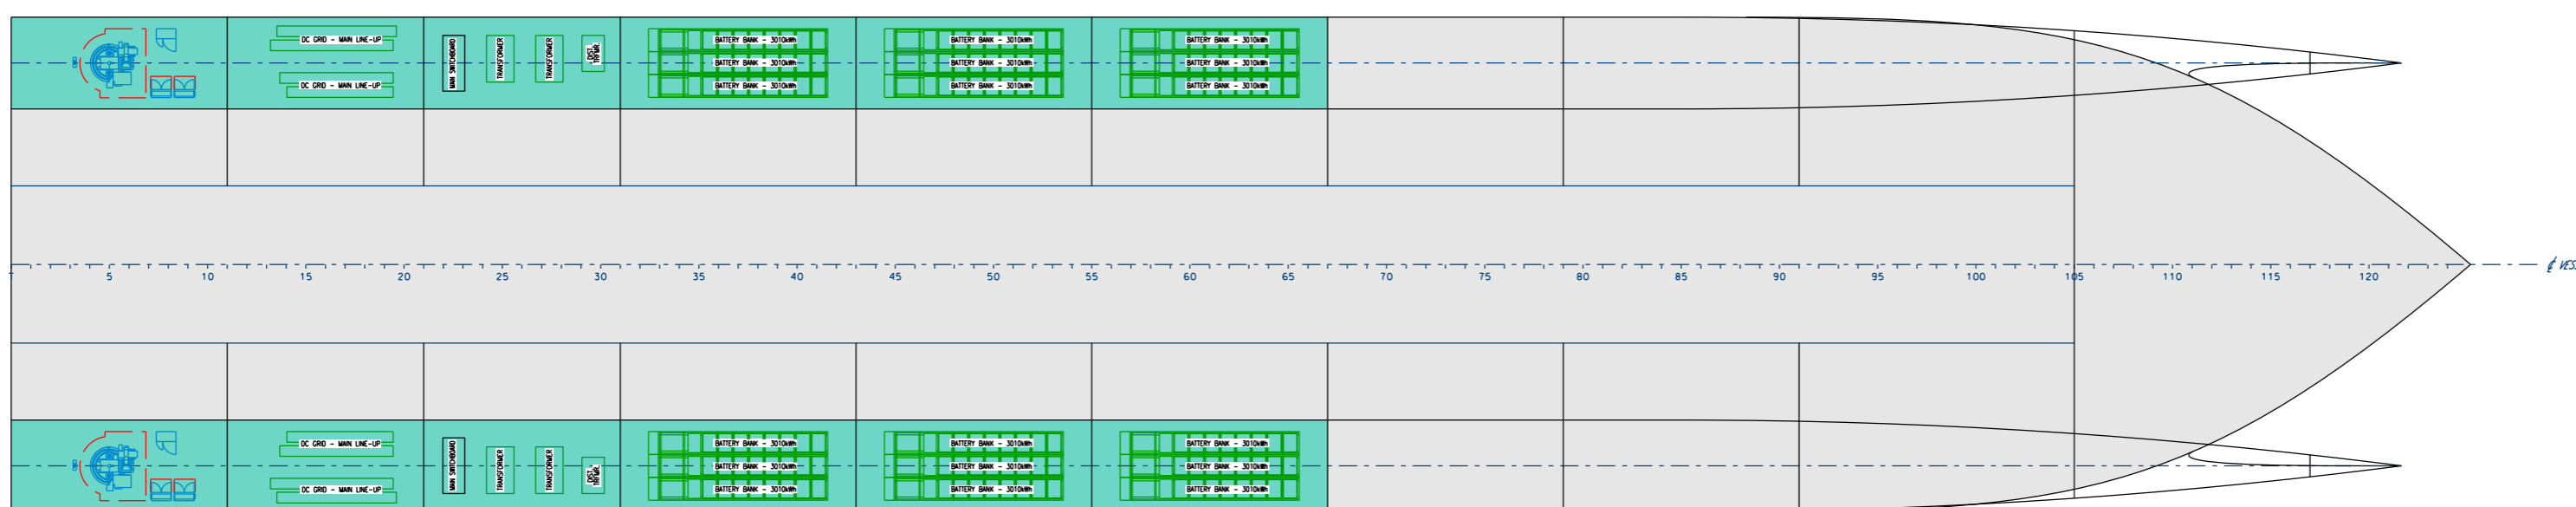 DC GRID - MAIN LINE-UP
DC GRID - MAIN LINE-UP
MAIN SWITCHBOARD
TRANSFORMER
TRANSFORMER
DIST.
TRFMR.
BATTERY BANK - 3010kWh
BATTERY BANK - 3010kWh
BATTERY BANK - 3010kWh
BATTERY BANK - 3010kWh
BATTERY BANK - 3010kWh
BATTERY BANK - 3010kWh
BATTERY BANK - 3010kWh
BATTERY BANK - 3010kWh
BATTERY BANK - 3010kWh
5 10 15 20 25 30 35 40 45 50 55 60 65 70 75 80 85 90 95 100 105 110 115 120
℄ VES
DC GRID - MAIN LINE-UP
DC GRID - MAIN LINE-UP
MAIN SWITCHBOARD
TRANSFORMER
TRANSFORMER
DIST.
TRFMR.
BATTERY BANK - 3010kWh
BATTERY BANK - 3010kWh
BATTERY BANK - 3010kWh
BATTERY BANK - 3010kWh
BATTERY BANK - 3010kWh
BATTERY BANK - 3010kWh
BATTERY BANK - 3010kWh
BATTERY BANK - 3010kWh
BATTERY BANK - 3010kWh